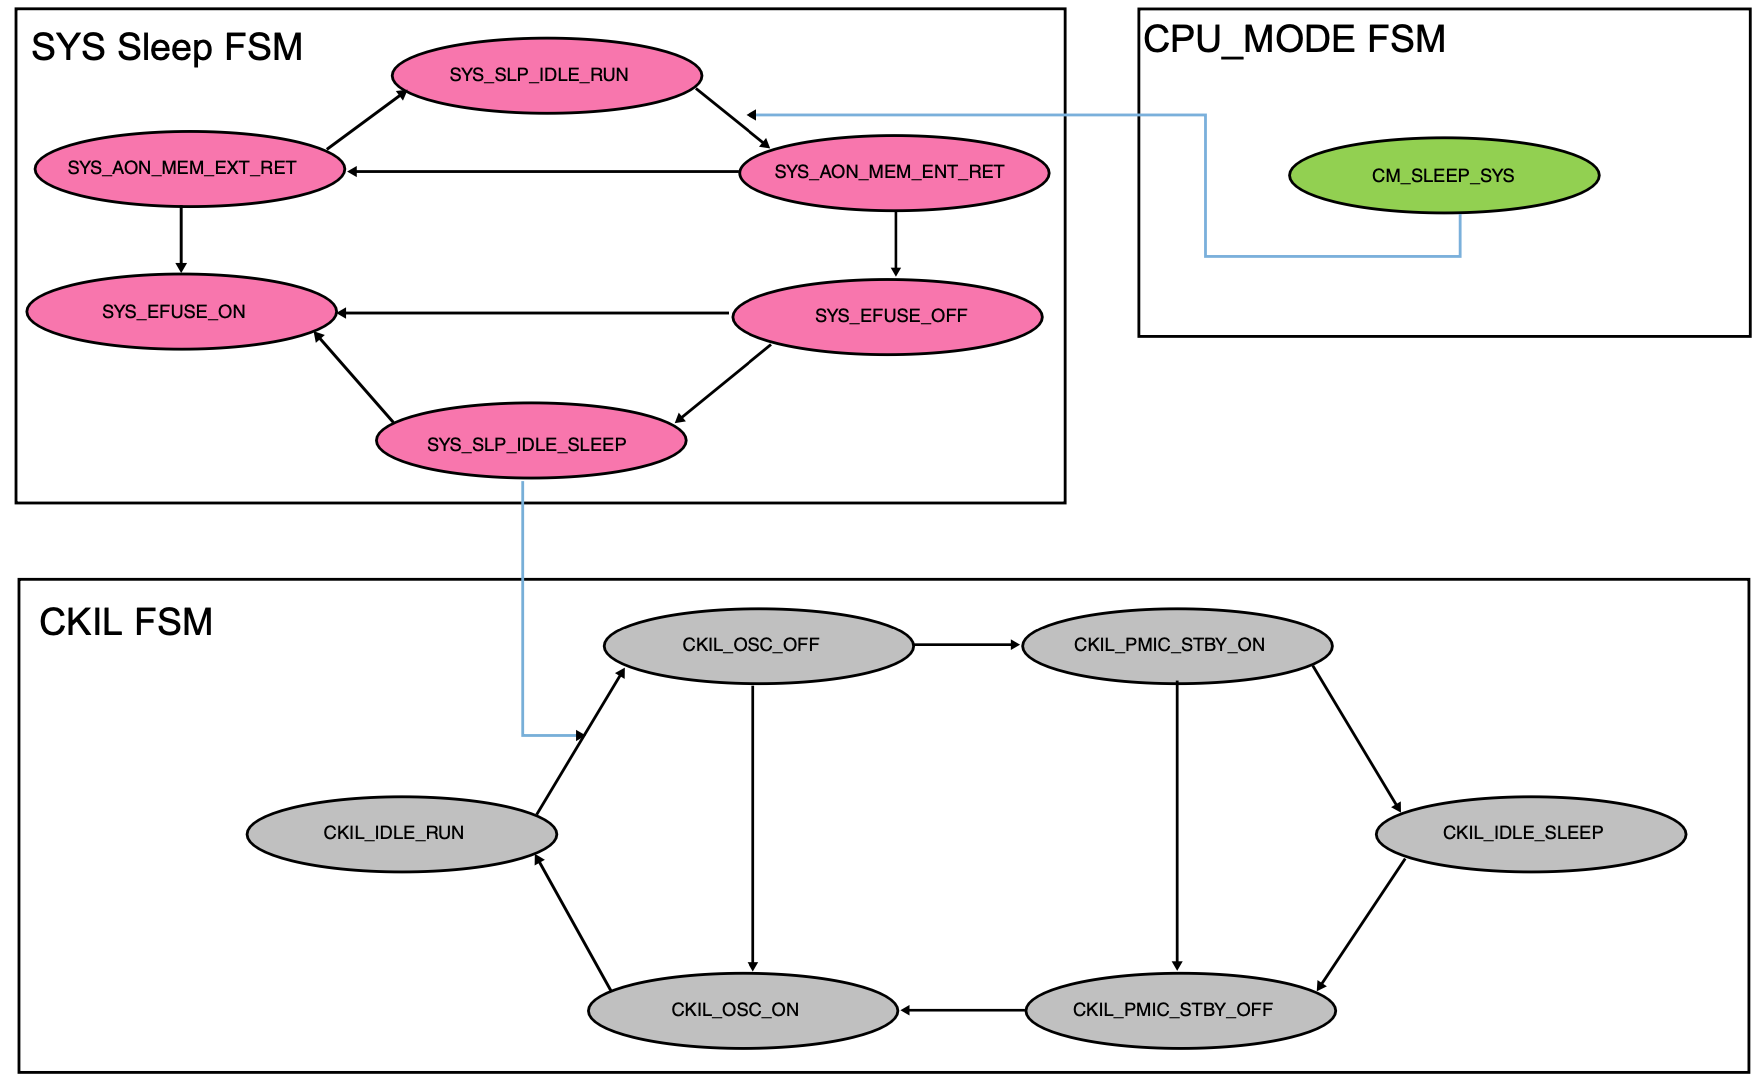 SYS Sleep FSM
SYS_SLP_IDLE_RUN
SYS_AON_MEM_EXT_RET
SYS_AON_MEM_ENT_RET
SYS_EFUSE_ON
SYS_EFUSE_OFF
SYS_SLP_IDLE_SLEEP
CPU_MODE FSM
CM_SLEEP_SYS
CKIL FSM
CKIL_OSC_OFF
CKIL_PMIC_STBY_ON
CKIL_IDLE_RUN
CKIL_IDLE_SLEEP
CKIL_OSC_ON
CKIL_PMIC_STBY_OFF